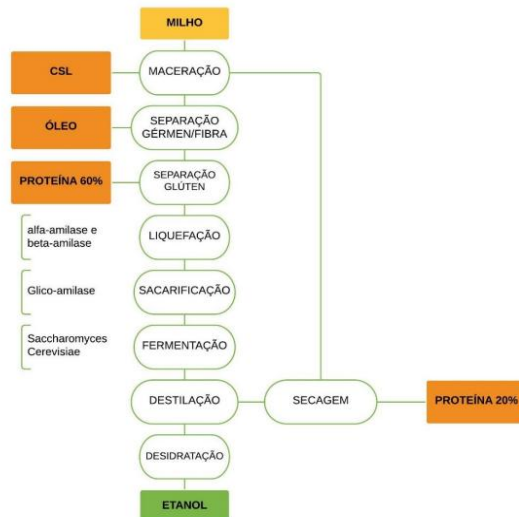 MILHO
CSL
MACERAÇÃO
ÓLEO
SEPARAÇÃO
GÉRMEN/FIBRA
PROTEÍNA 60%
SEPARAÇÃO
GLÚTEN
alfa-amilase e
beta-amilase
LIQUEFAÇÃO
Glico-amilase
SACARIFICAÇÃO
Saccharomyces
Cerevisiae
FERMENTAÇÃO
DESTILAÇÃO
SECAGEM
PROTEÍNA 20%
DESIDRATAÇÃO
ETANOL